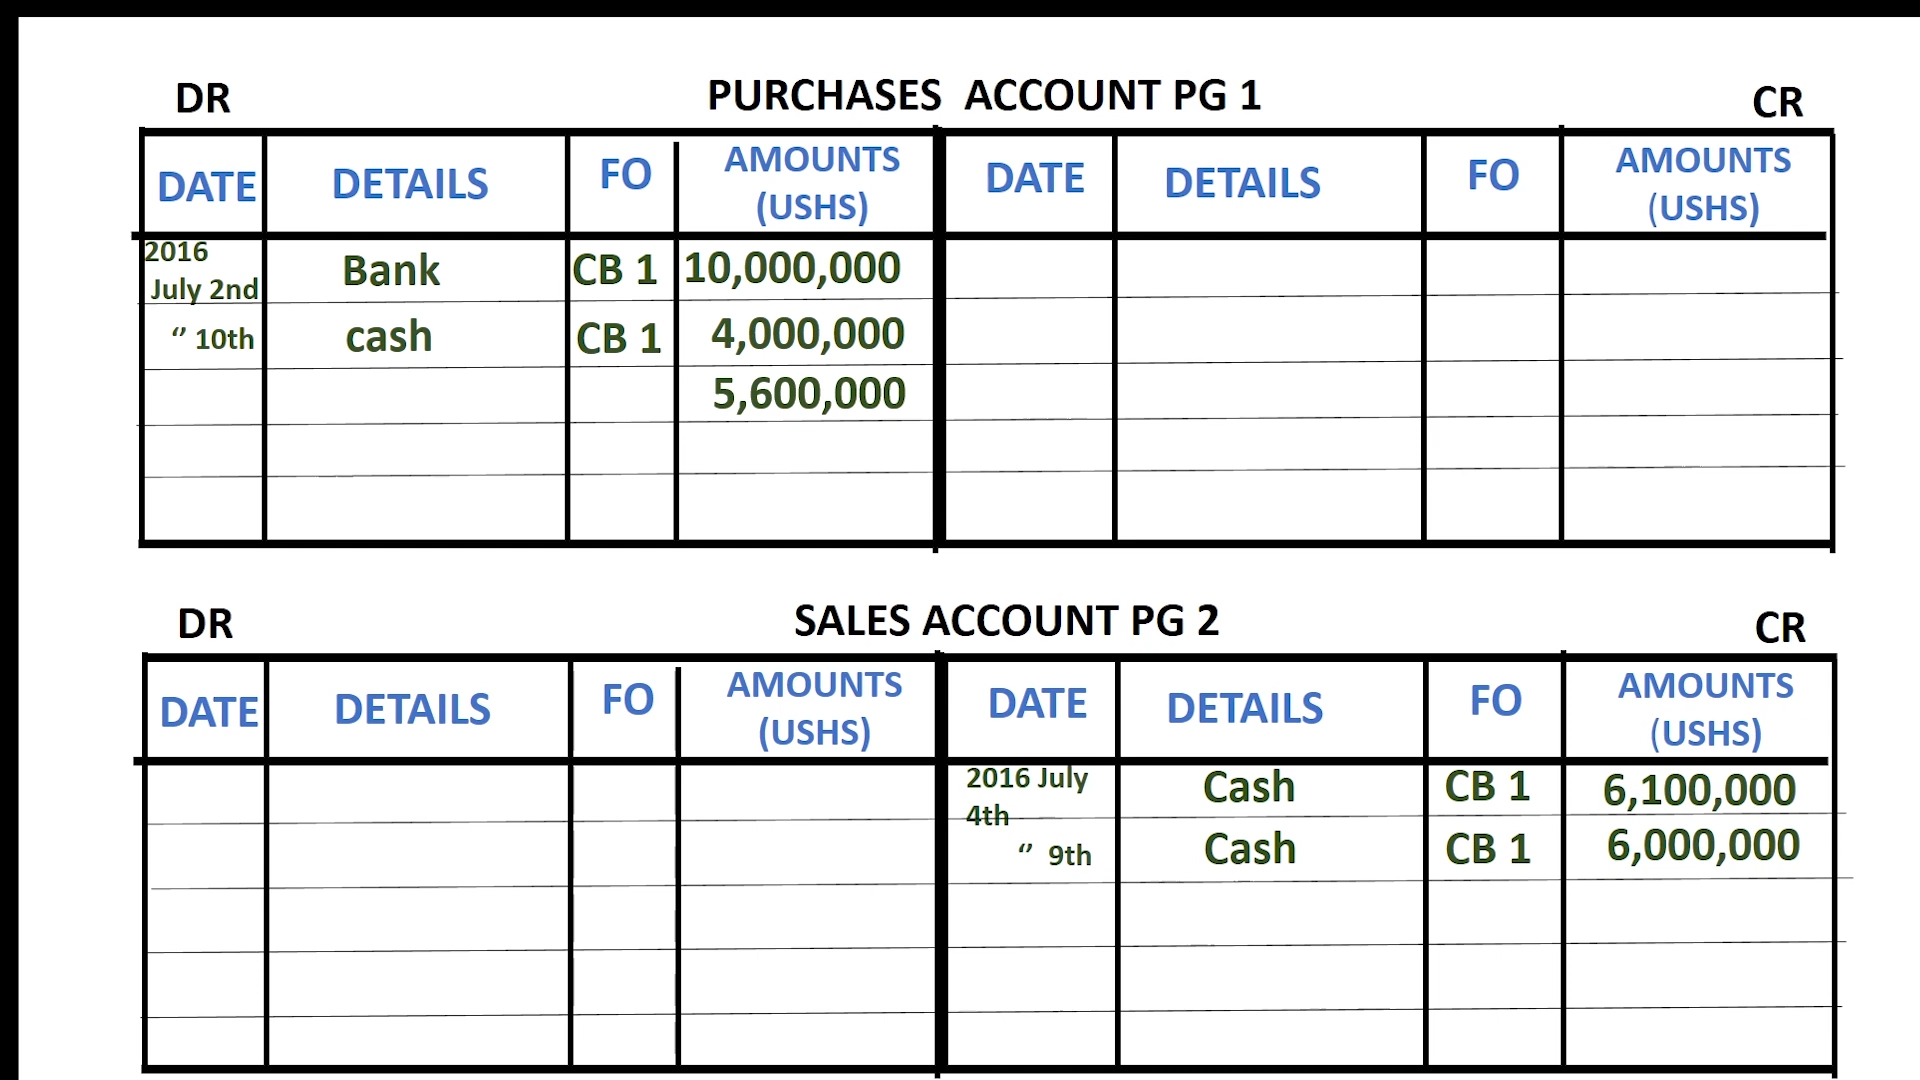 DR PURCHASES ACCOUNT PG 1 CR
DATE DETAILS FO AMOUNTS (USHS) DATE DETAILS FO AMOUNTS (USHS)
2016 July 2nd Bank CB 1 10,000,000
‘’ 10th cash CB 1 4,000,000
5,600,000
DR SALES ACCOUNT PG 2 CR
DATE DETAILS FO AMOUNTS (USHS) DATE DETAILS FO AMOUNTS (USHS)
2016 July 4th Cash CB 1 6,100,000
‘’ 9th Cash CB 1 6,000,000